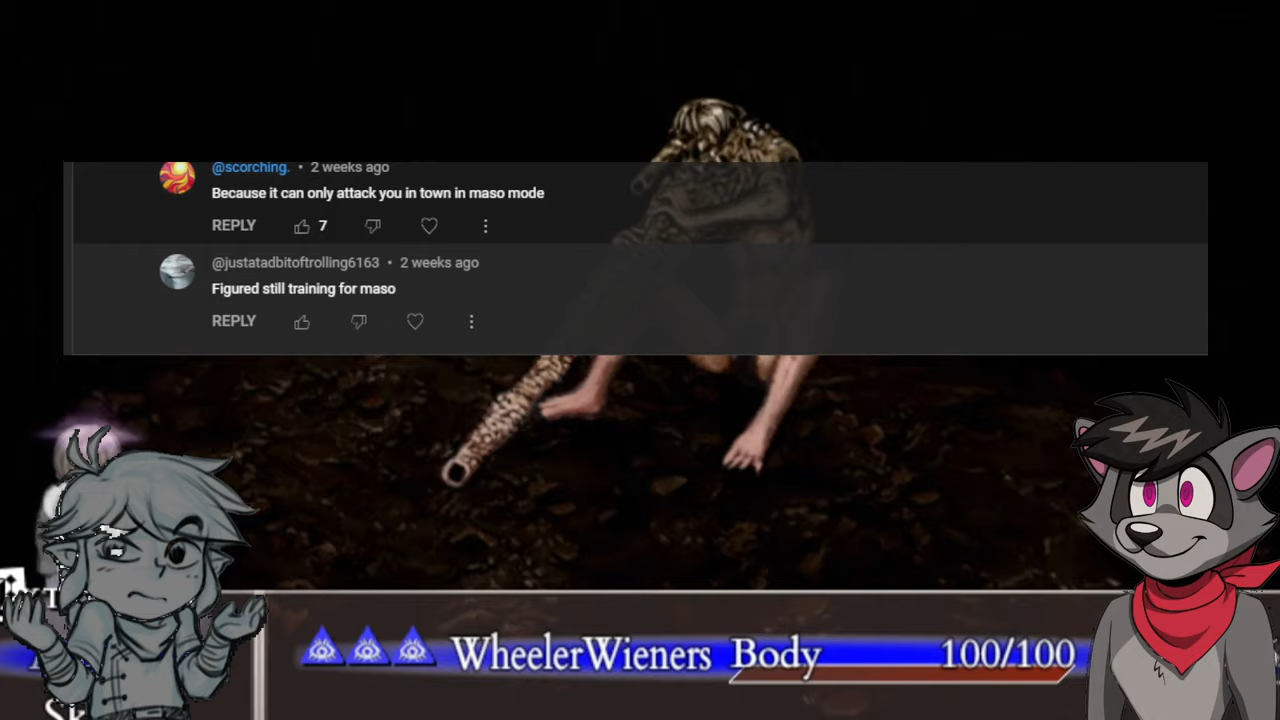 @scorching. • 2 weeks ago
Because it can only attack you in town in maso mode
REPLY 7
@justatadbitoftrolling6163 • 2 weeks ago
Figured still training for maso
REPLY
WheelerWieners Body 100/100
Sk